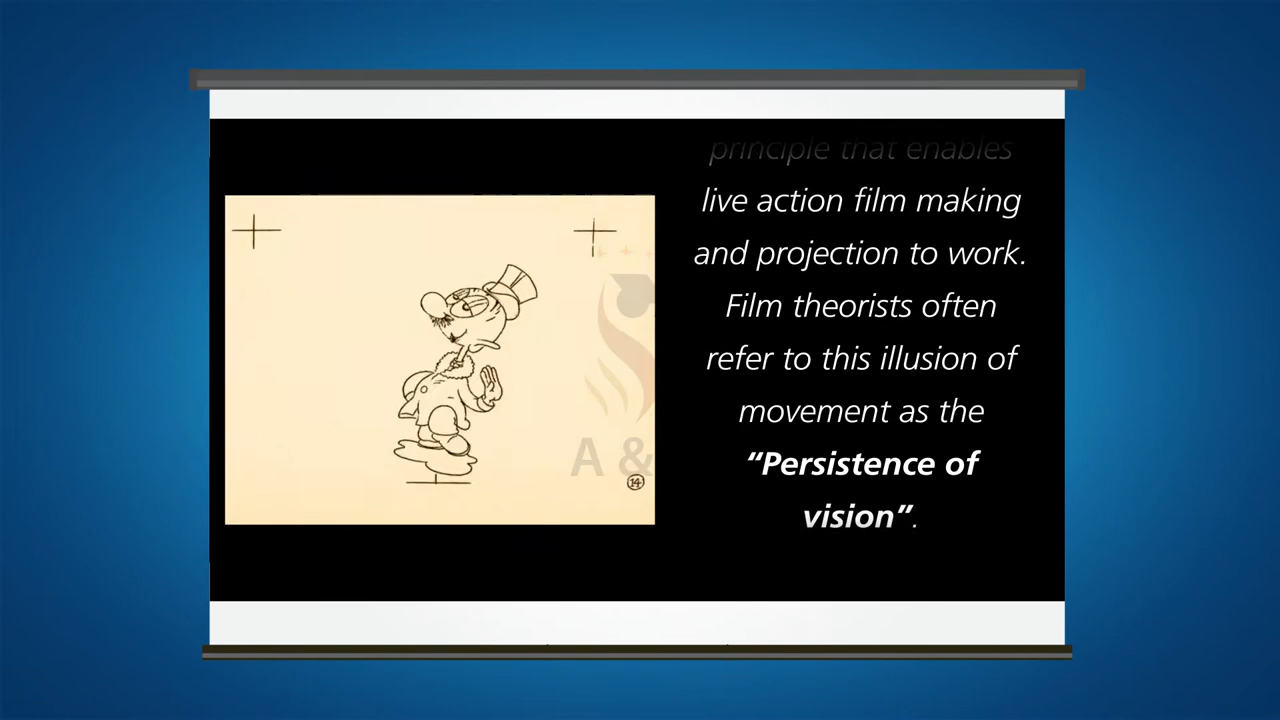 principle that enables
live action film making
and projection to work.
Film theorists often
refer to this illusion of
movement as the
“Persistence of
vision”.
A &
14